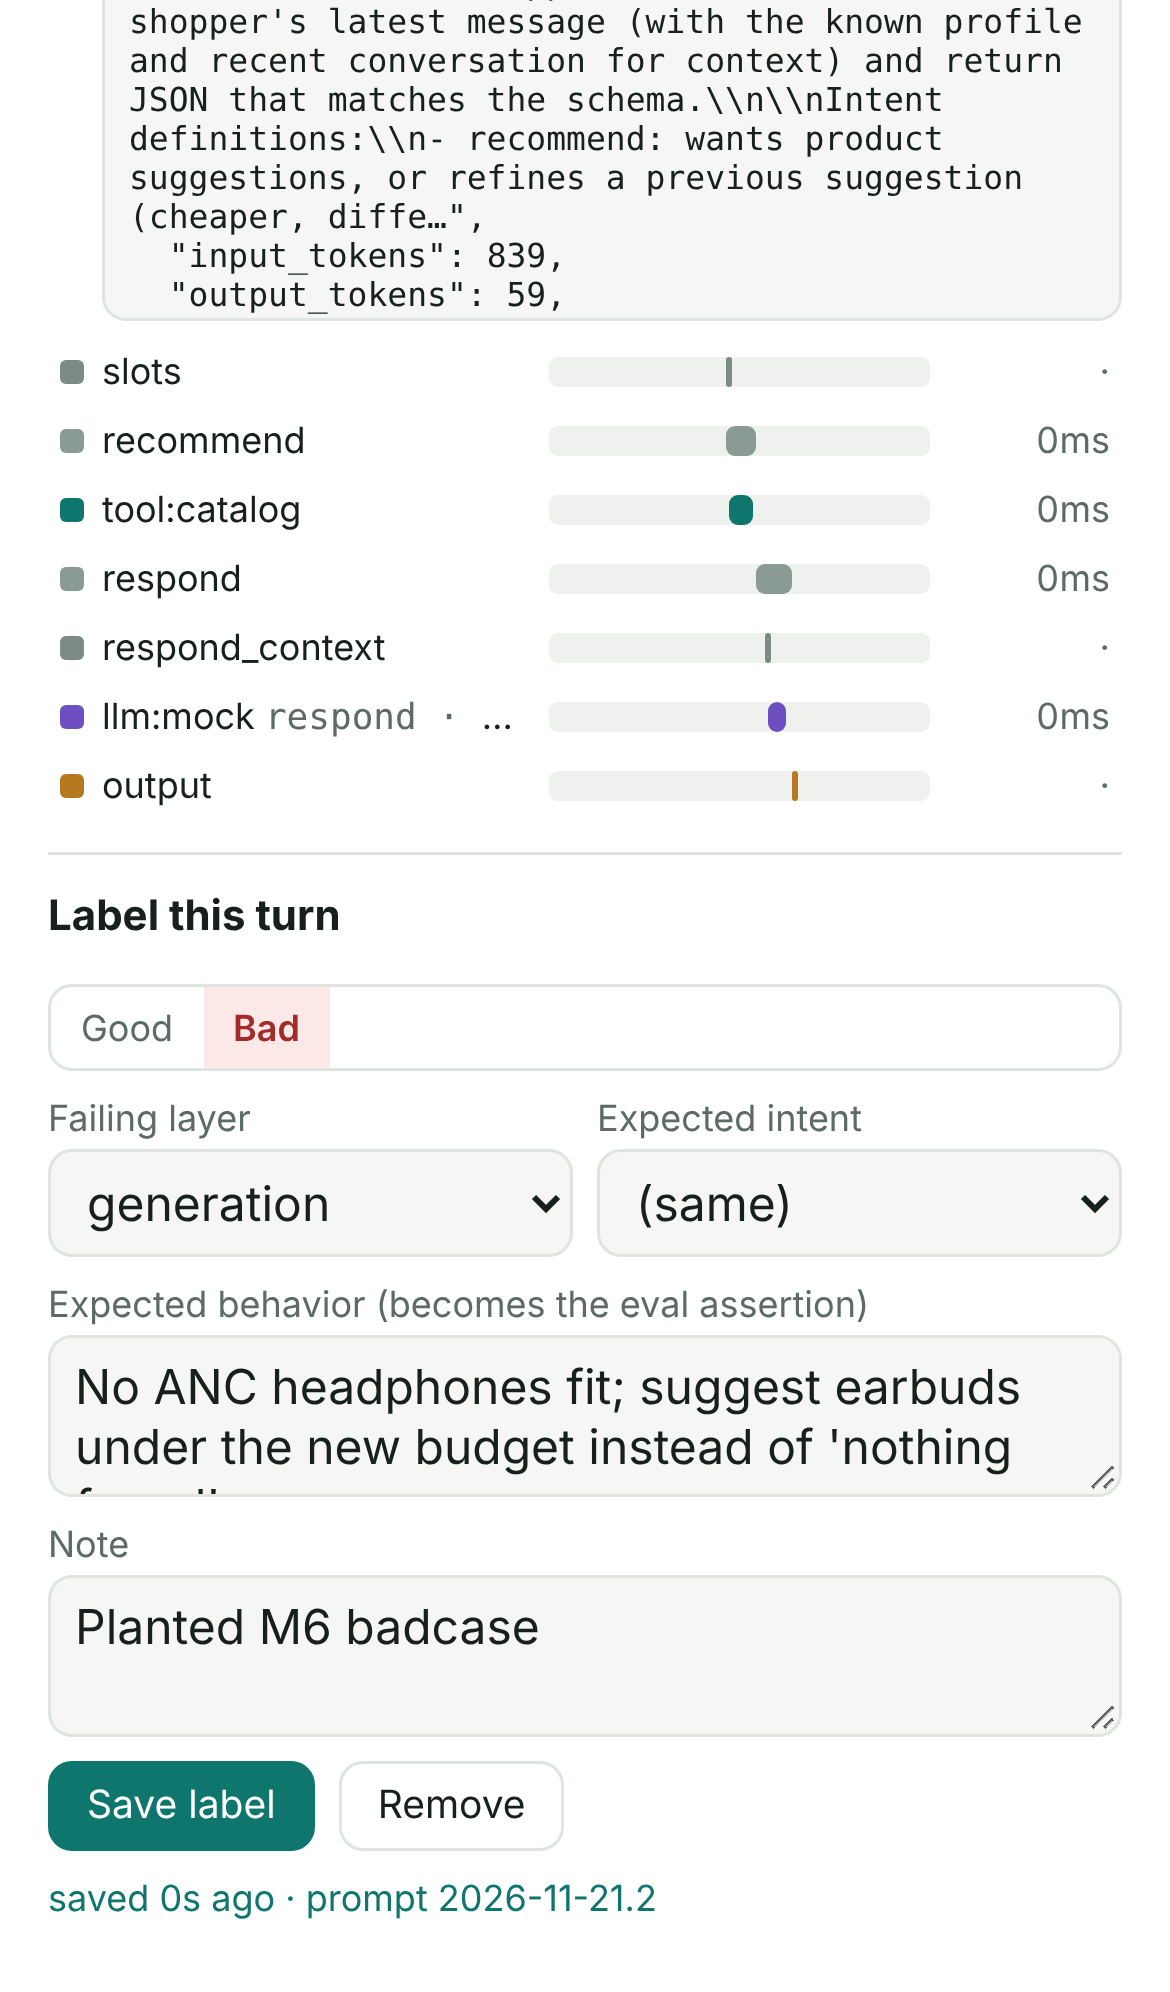 shopper's latest message (with the known profile
and recent conversation for context) and return
JSON that matches the schema.\\n\\nIntent
definitions:\\n- recommend: wants product
suggestions, or refines a previous suggestion
(cheaper, diffe…",
  "input_tokens": 839,
  "output_tokens": 59,
slots ·
recommend 0ms
tool:catalog 0ms
respond 0ms
respond_context ·
llm:mock respond · ... 0ms
output ·
Label this turn
Good Bad
Failing layer Expected intent
generation (same)
Expected behavior (becomes the eval assertion)
No ANC headphones fit; suggest earbuds
under the new budget instead of 'nothing
Note
Planted M6 badcase
Save label Remove
saved 0s ago · prompt 2026-11-21.2